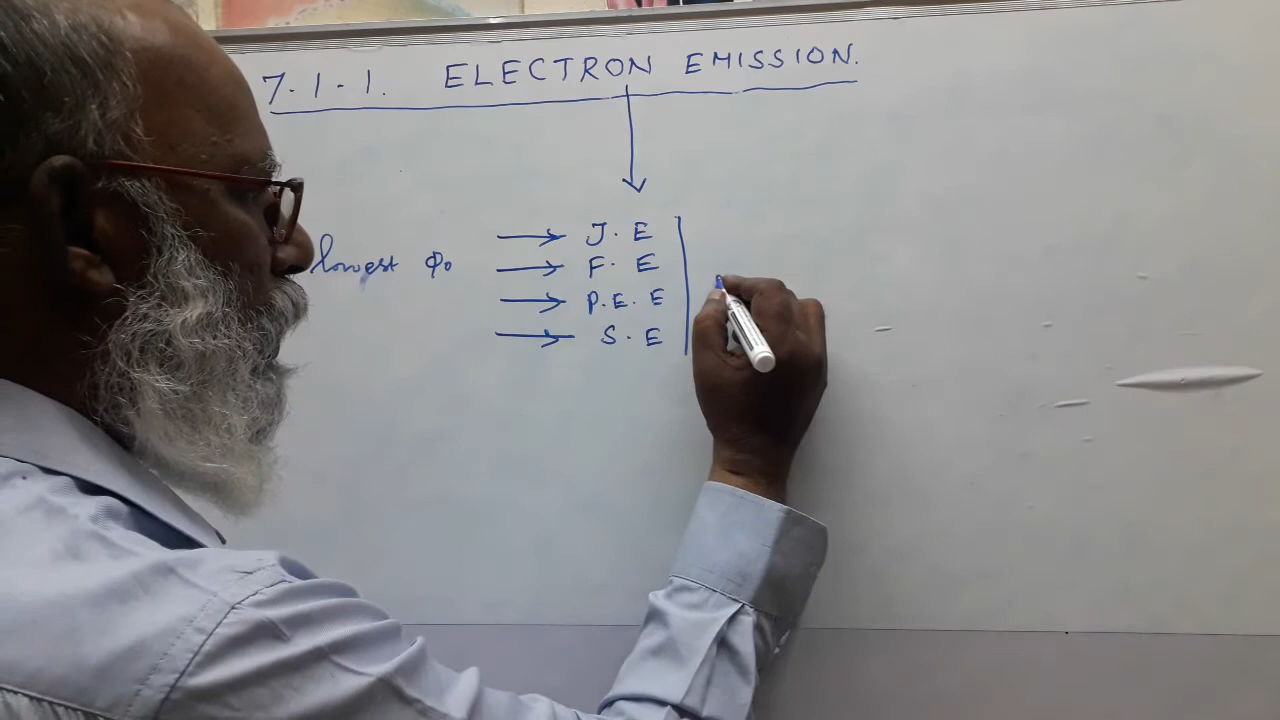 7.1.1. ELECTRON EMISSION.
→ J.E
lowest φ₀ → F.E
→ P.E.E
→ S.E